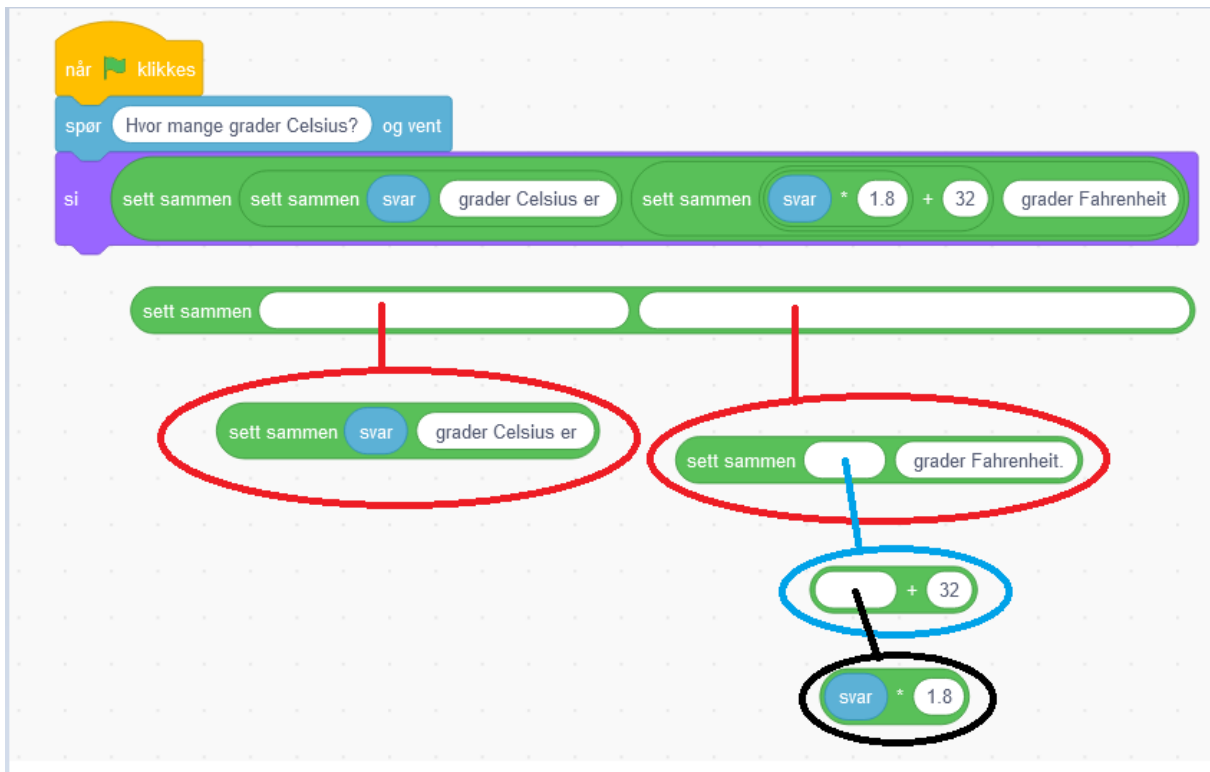 når klikkes
spør Hvor mange grader Celsius? og vent
si sett sammen sett sammen svar grader Celsius er sett sammen svar * 1.8 + 32 grader Fahrenheit
sett sammen
sett sammen svar grader Celsius er
sett sammen grader Fahrenheit.
+ 32
svar * 1.8